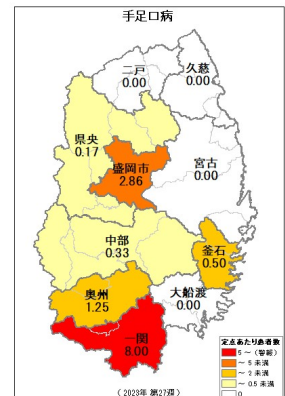 手足口病
二戸
0.00
久慈
0.00
県央
0.17
盛岡市
2.86
宮古
0.00
中部
0.33
釜石
0.50
奥州
1.25
大船渡
0.00
一関
8.00
定点あたり患者数
5～(警報)
～5未満
～2未満
～0.5未満
0
(2023年 第27週)